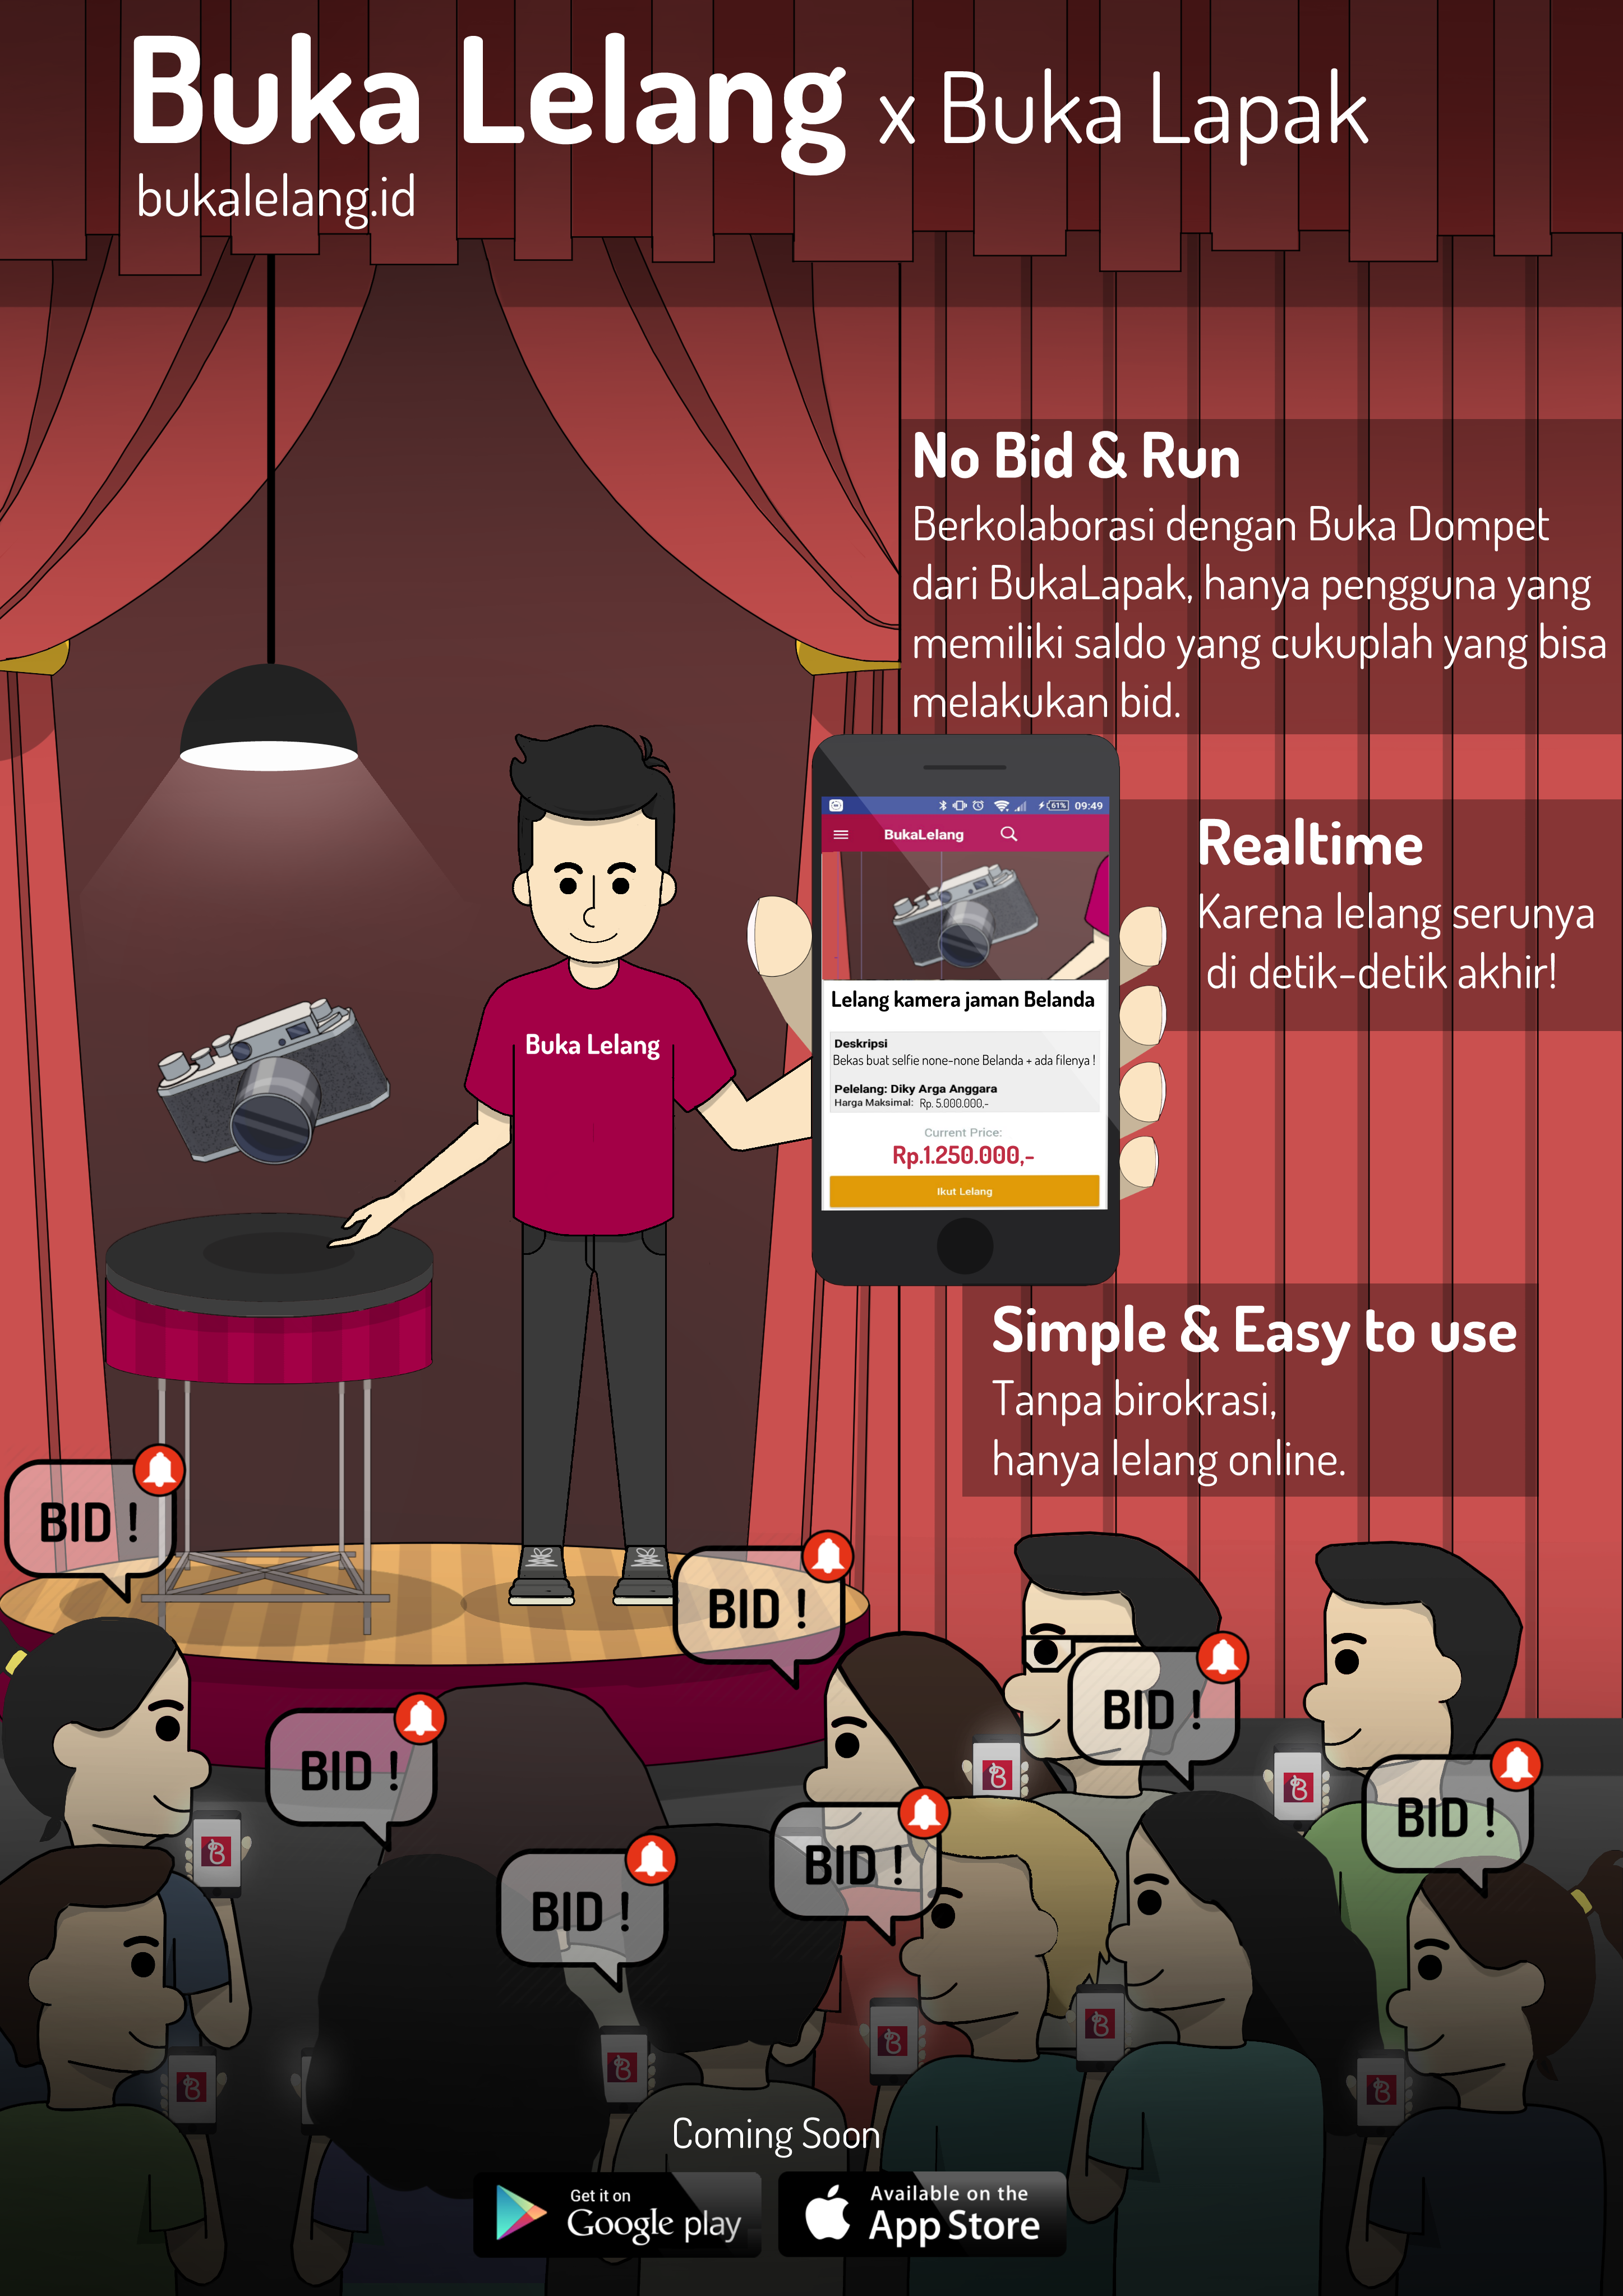 Buka Lelang x Buka Lapak
bukalelang.id
No Bid & Run
Berkolaborasi dengan Buka Dompet
dari BukaLapak, hanya pengguna yang
memiliki saldo yang cukuplah yang bisa
melakukan bid.
61% 09:49
BukaLelang
Lelang kamera jaman Belanda
Deskripsi
Bekas buat selfie none-none Belanda + ada filenya !
Pelelang: Diky Arga Anggara
Harga Maksimal: Rp. 5.000.000,-
Current Price:
Rp.1.250.000,-
Ikut Lelang
Realtime
Karena lelang serunya
di detik-detik akhir!
Buka Lelang
Simple & Easy to use
Tanpa birokrasi,
hanya lelang online.
BID !
BID !
BID !
BID !
BID !
BID !
BID !
Coming Soon
Get it on
Google play
Available on the
App Store